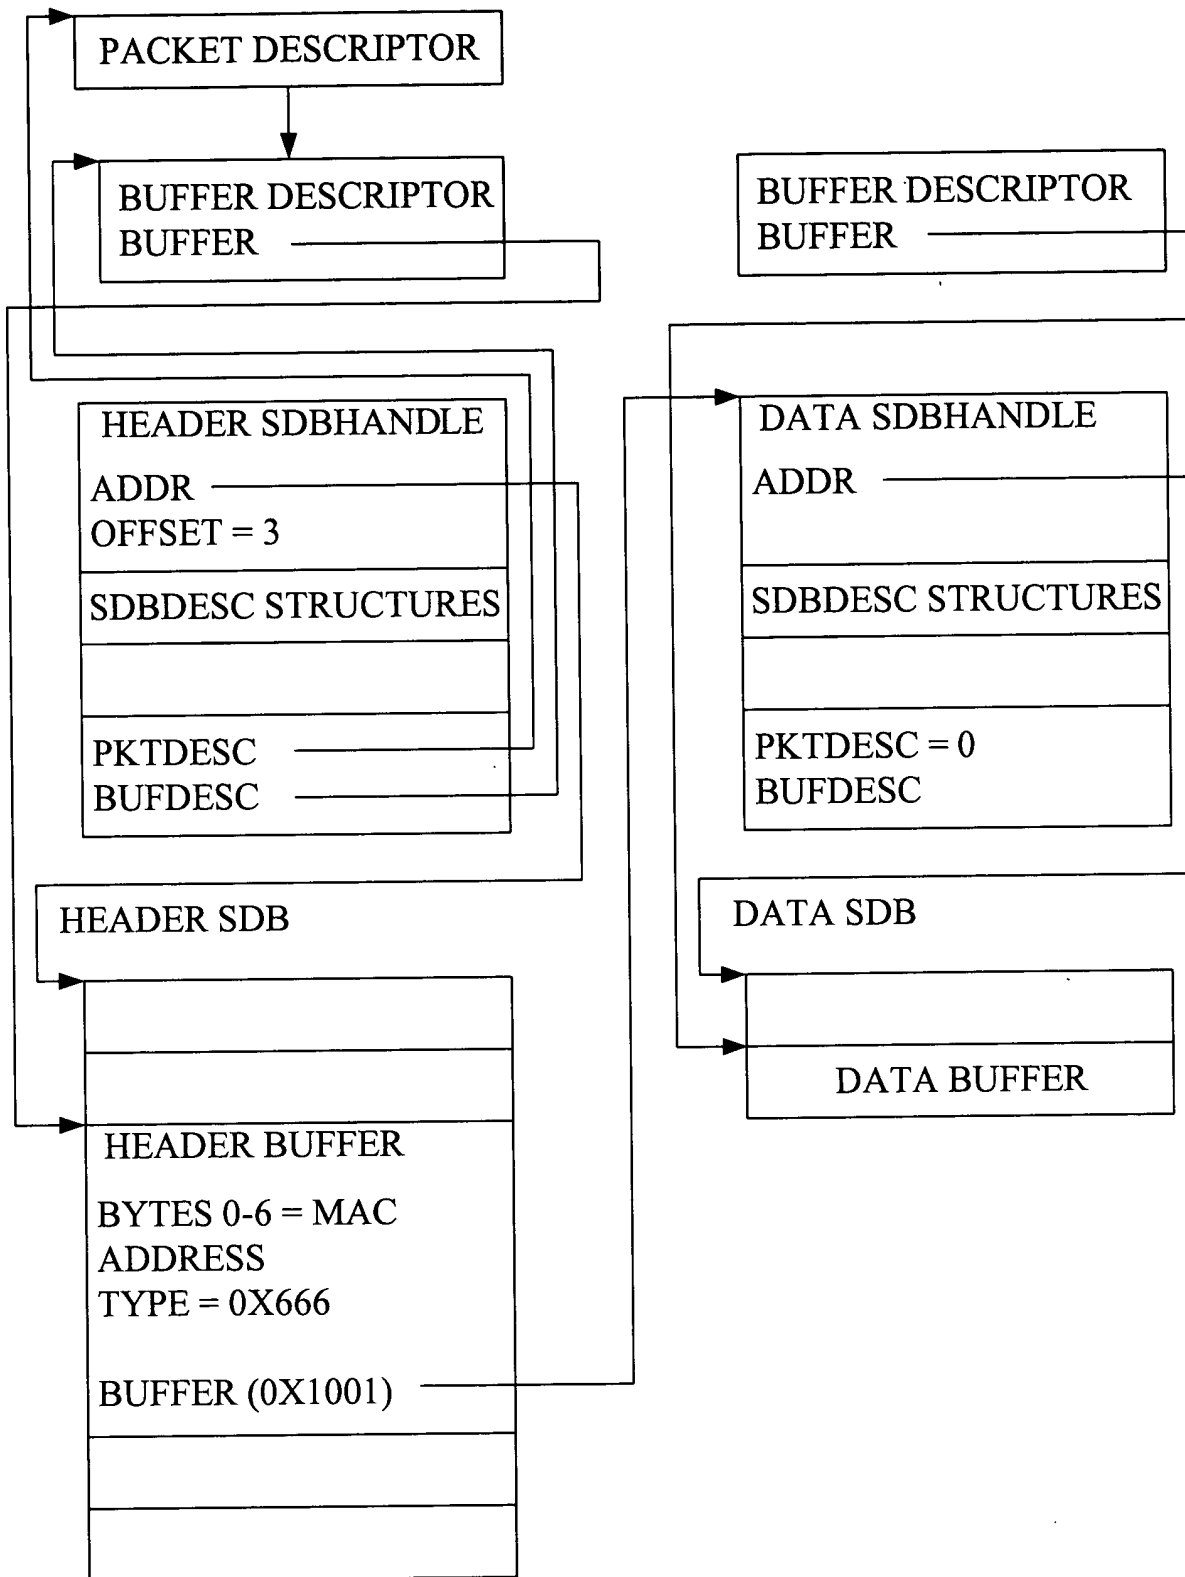 PACKET DESCRIPTOR
BUFFER DESCRIPTOR
BUFFER
BUFFER DESCRIPTOR
BUFFER
HEADER SDBHANDLE
ADDR
OFFSET = 3
SDBDESC STRUCTURES
PKTDESC
BUFDESC
DATA SDBHANDLE
ADDR
SDBDESC STRUCTURES
PKTDESC = 0
BUFDESC
HEADER SDB
DATA SDB
HEADER BUFFER
BYTES 0-6 = MAC
ADDRESS
TYPE = 0X666
BUFFER (0X1001)
DATA BUFFER